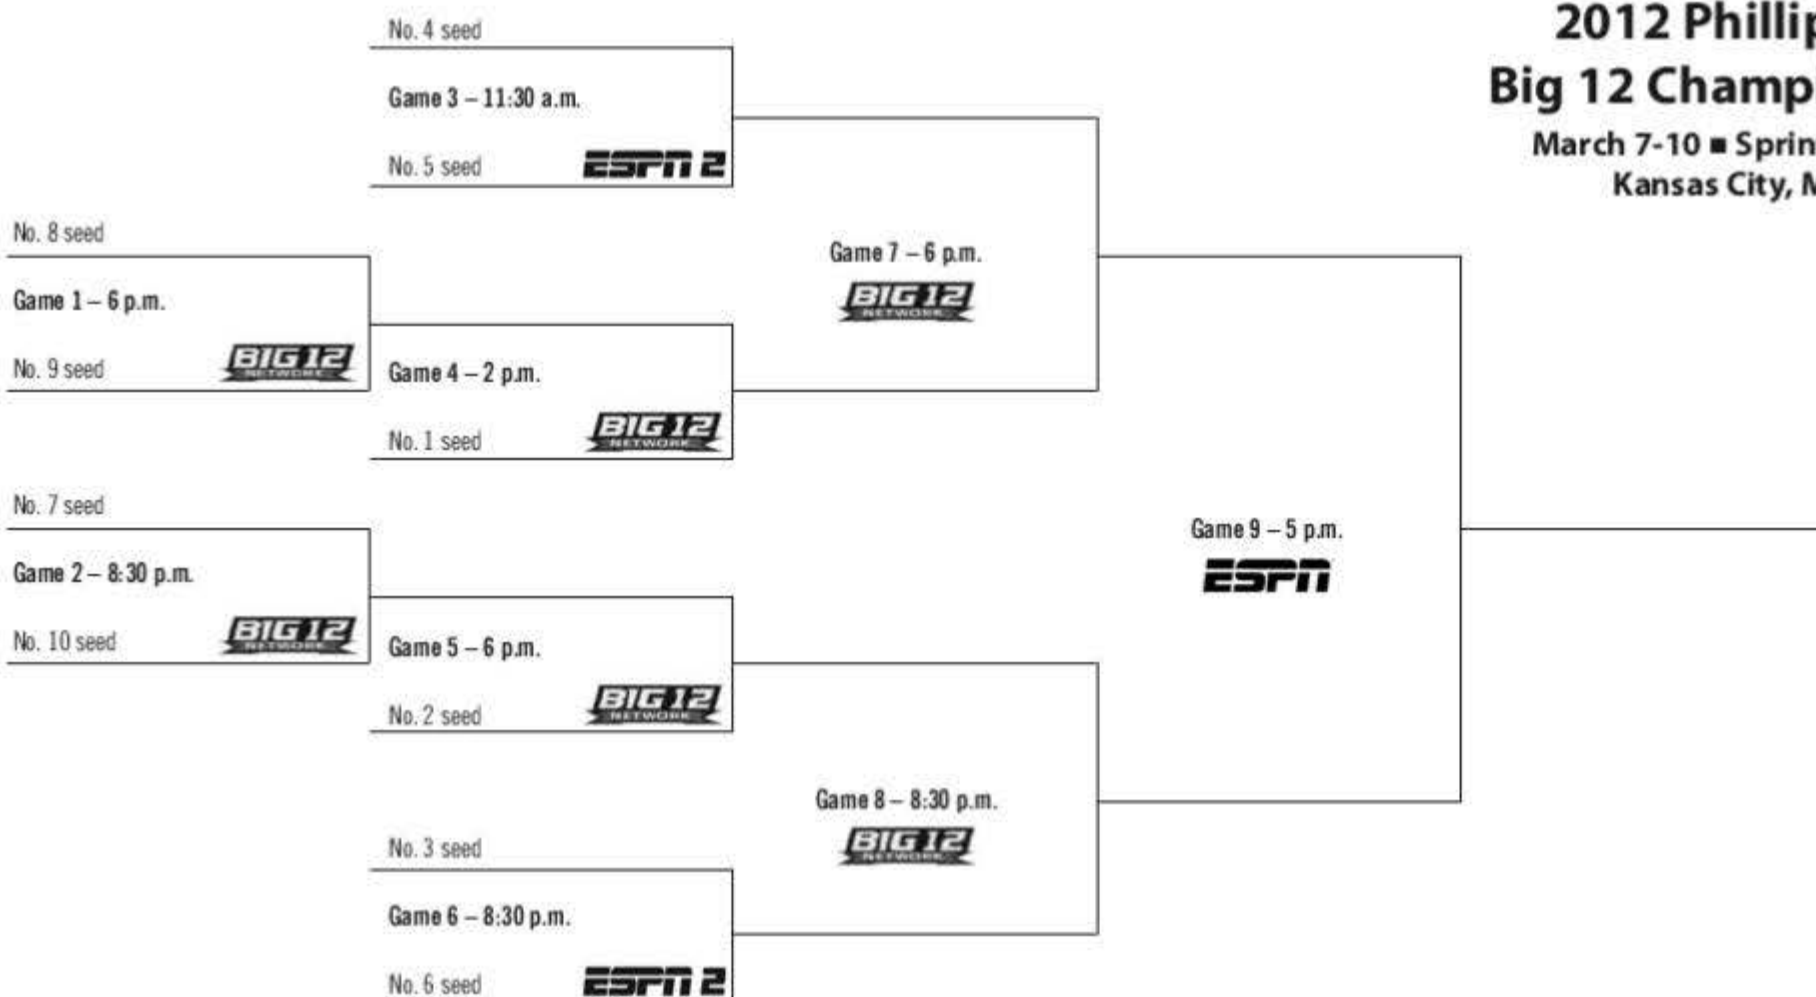 2012 Phillip
Big 12 Champ
March 7-10 ■ Sprin
Kansas City, M
No. 4 seed
Game 3 – 11:30 a.m.
No. 5 seed
ESPN 2
No. 8 seed
Game 1 – 6 p.m.
No. 9 seed
BIG 12
NETWORK
Game 4 – 2 p.m.
No. 1 seed
BIG 12
NETWORK
Game 7 – 6 p.m.
BIG 12
NETWORK
No. 7 seed
Game 2 – 8:30 p.m.
No. 10 seed
BIG 12
NETWORK
Game 5 – 6 p.m.
No. 2 seed
BIG 12
NETWORK
No. 3 seed
Game 6 – 8:30 p.m.
No. 6 seed
ESPN 2
Game 8 – 8:30 p.m.
BIG 12
NETWORK
Game 9 – 5 p.m.
ESPN